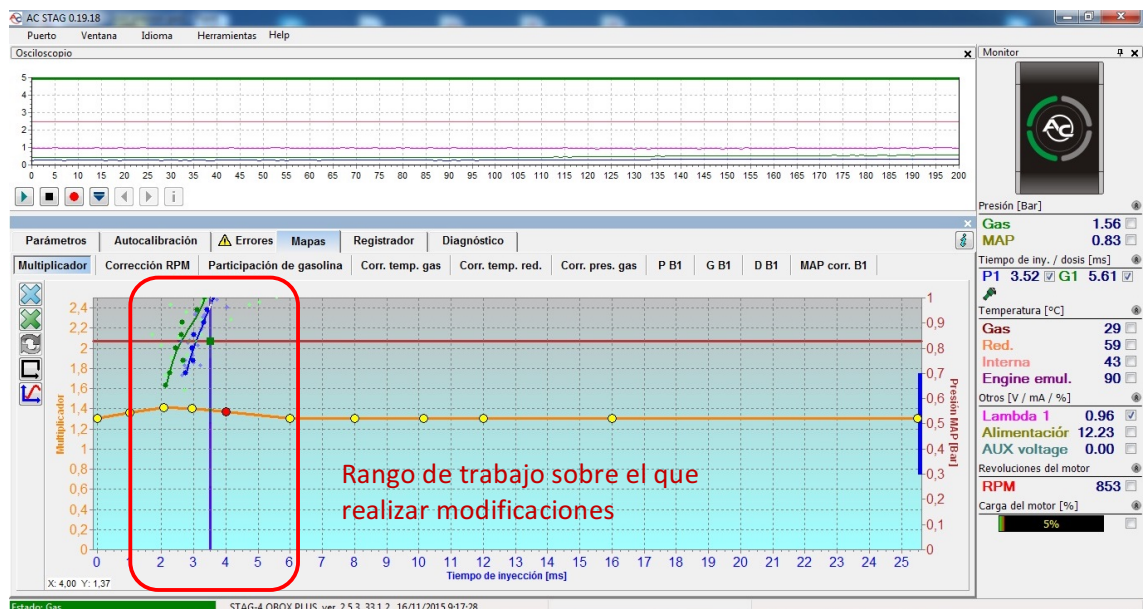 AC STAG 0.19.18
Puerto Ventana Idioma Herramientas Help
Osciloscopio
5
4
3
2
1
0
0 5 10 15 20 25 30 35 40 45 50 55 60 65 70 75 80 85 90 95 100 105 110 115 120 125 130 135 140 145 150 155 160 165 170 175 180 185 190 195 200
Parámetros Autocalibración Errores Mapas Registrador Diagnóstico
Multiplicador Corrección RPM Participación de gasolina Corr. temp. gas Corr. temp. red. Corr. pres. gas P B1 G B1 D B1 MAP corr. B1
Multiplicador
2,4
2,2
2
1,8
1,6
1,4
1,2
1
0,8
0,6
0,4
0,2
0
Rango de trabajo sobre el que
realizar modificaciones
1
0,9
0,8
0,7
0,6
0,5
0,4
0,3
0,2
0,1
0
Presión MAP [Bar]
0 1 2 3 4 5 6 7 8 9 10 11 12 13 14 15 16 17 18 19 20 21 22 23 24 25
Tiempo de inyección [ms]
X: 4,00 Y: 1,37
Monitor
AC
Presión [Bar]
Gas 1.56
MAP 0.83
Tiempo de iny. / dosis [ms]
P1 3.52 G1 5.61
Temperatura [ºC]
Gas 29
Red. 59
Interna 43
Engine emul. 90
Otros [V / mA / %]
Lambda 1 0.96
Alimentación 12.23
AUX voltage 0.00
Revoluciones del motor
RPM 853
Carga del motor [%]
5%
Estado: Gas STAG-4 QBOX PLUS ver. 2.5.3 33.1.2 16/11/2015 9:17:28